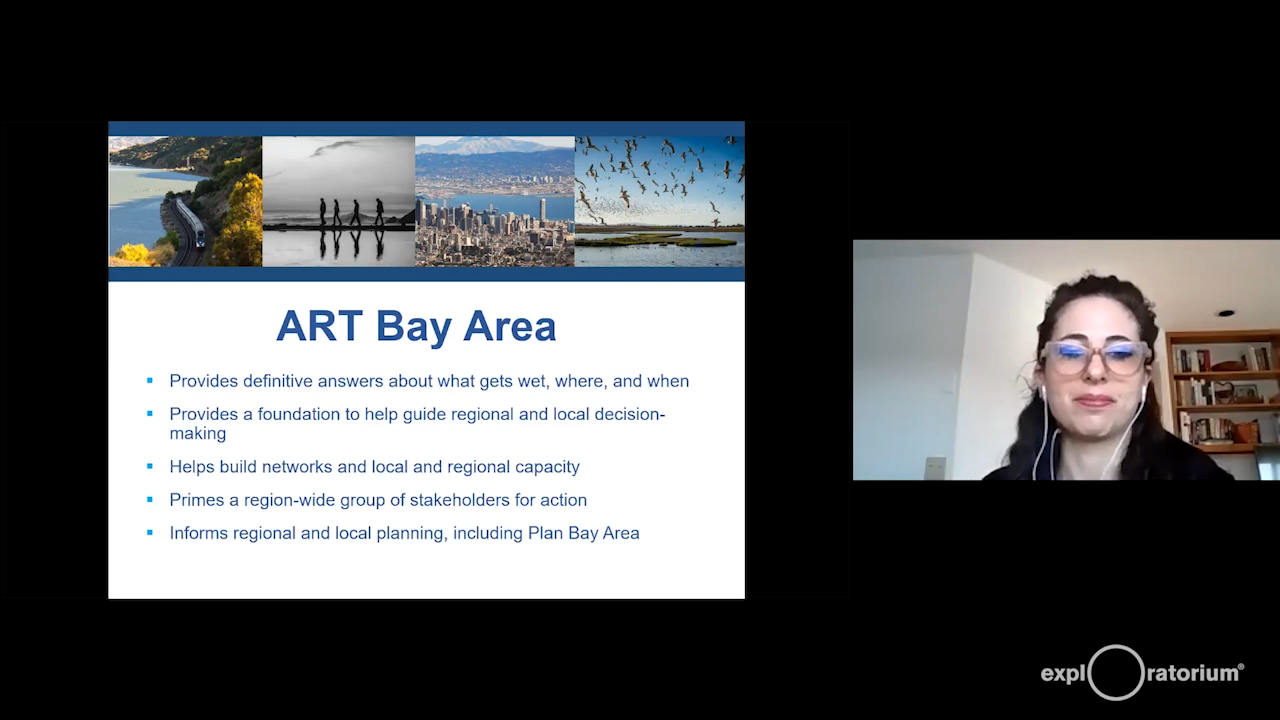 ART Bay Area
Provides definitive answers about what gets wet, where, and when
Provides a foundation to help guide regional and local decision-
making
Helps build networks and local and regional capacity
Primes a region-wide group of stakeholders for action
Informs regional and local planning, including Plan Bay Area
explOratorium®